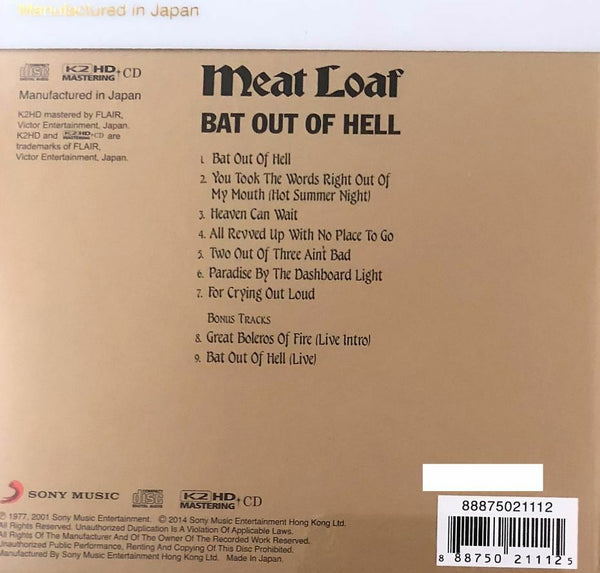 Manufactured in Japan
COMPACT
disc
DIGITAL AUDIO
K2 HD
MASTERING + CD
Manufactured in Japan
K2HD mastered by FLAIR,
Victor Entertainment, Japan.
K2HD and K2 HD MASTERING + CD are
trademarks of FLAIR,
Victor Entertainment, Japan.
Meat Loaf
BAT OUT OF HELL
1. Bat Out Of Hell
2. You Took The Words Right Out Of
My Mouth (Hot Summer Night)
3. Heaven Can Wait
4. All Revved Up With No Place To Go
5. Two Out Of Three Ain't Bad
6. Paradise By The Dashboard Light
7. For Crying Out Loud
Bonus Tracks
8. Great Boleros Of Fire (Live Intro)
9. Bat Out Of Hell (Live)
SONY MUSIC
COMPACT
disc
DIGITAL AUDIO
K2 HD
MASTERING + CD
℗ 1977, 2001 Sony Music Entertainment. © 2014 Sony Music Entertainment Hong Kong Ltd.
All Rights Reserved. Unauthorized Duplication Is A Violation Of Applicable Laws.
All Rights Of The Manufacturer And Of The Owner Of The Recorded Work Reserved.
Unauthorized Public Performance, Renting And Copying Of This Disc Prohibited.
Manufactured By Sony Music Entertainment Hong Kong Ltd. Made In Japan.
88875021112
8 88750 21112 5